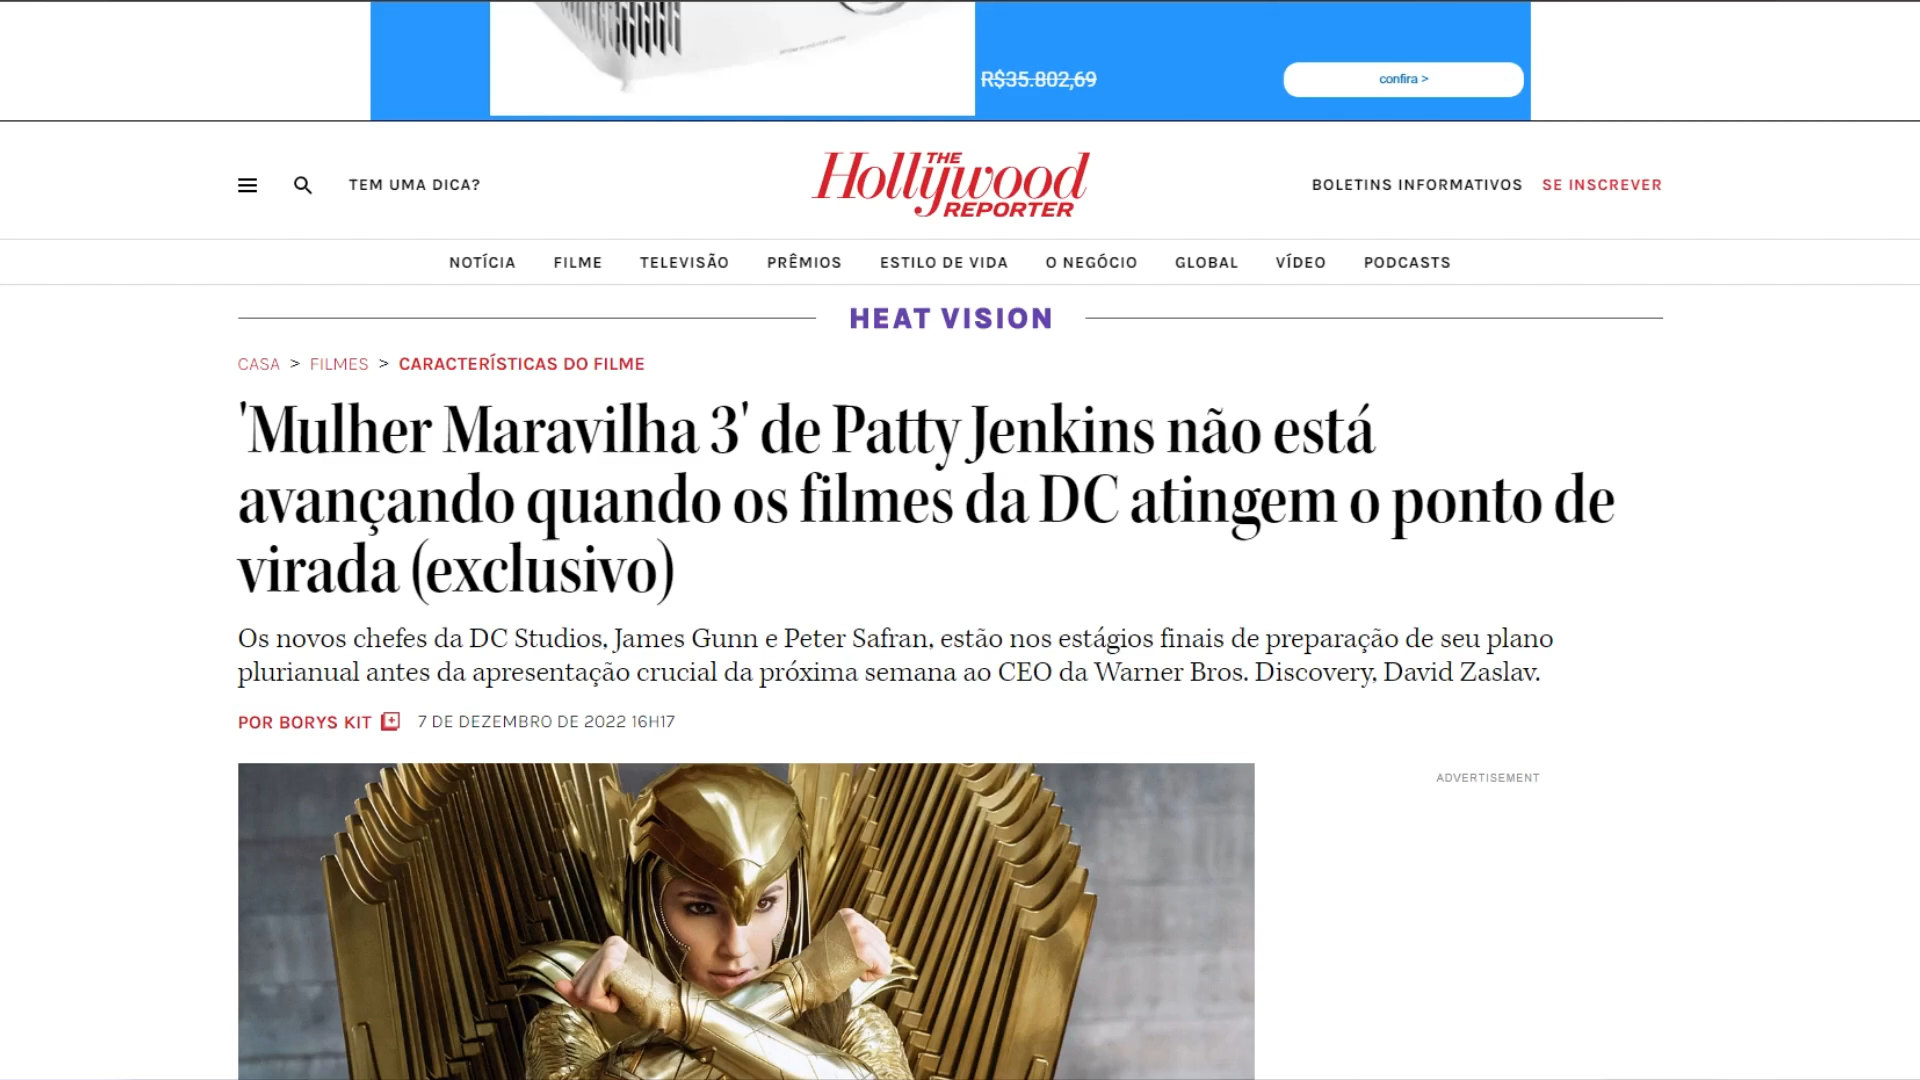 R$35.802,69
confira >
TEM UMA DICA?
THE
Hollywood
REPORTER
BOLETINS INFORMATIVOS SE INSCREVER
NOTÍCIA FILME TELEVISÃO PRÊMIOS ESTILO DE VIDA O NEGÓCIO GLOBAL VÍDEO PODCASTS
HEAT VISION
CASA > FILMES > CARACTERÍSTICAS DO FILME
'Mulher Maravilha 3' de Patty Jenkins não está
avançando quando os filmes da DC atingem o ponto de
virada (exclusivo)
Os novos chefes da DC Studios, James Gunn e Peter Safran, estão nos estágios finais de preparação de seu plano
plurianual antes da apresentação crucial da próxima semana ao CEO da Warner Bros. Discovery, David Zaslav.
POR BORYS KIT 7 DE DEZEMBRO DE 2022 16H17
ADVERTISEMENT